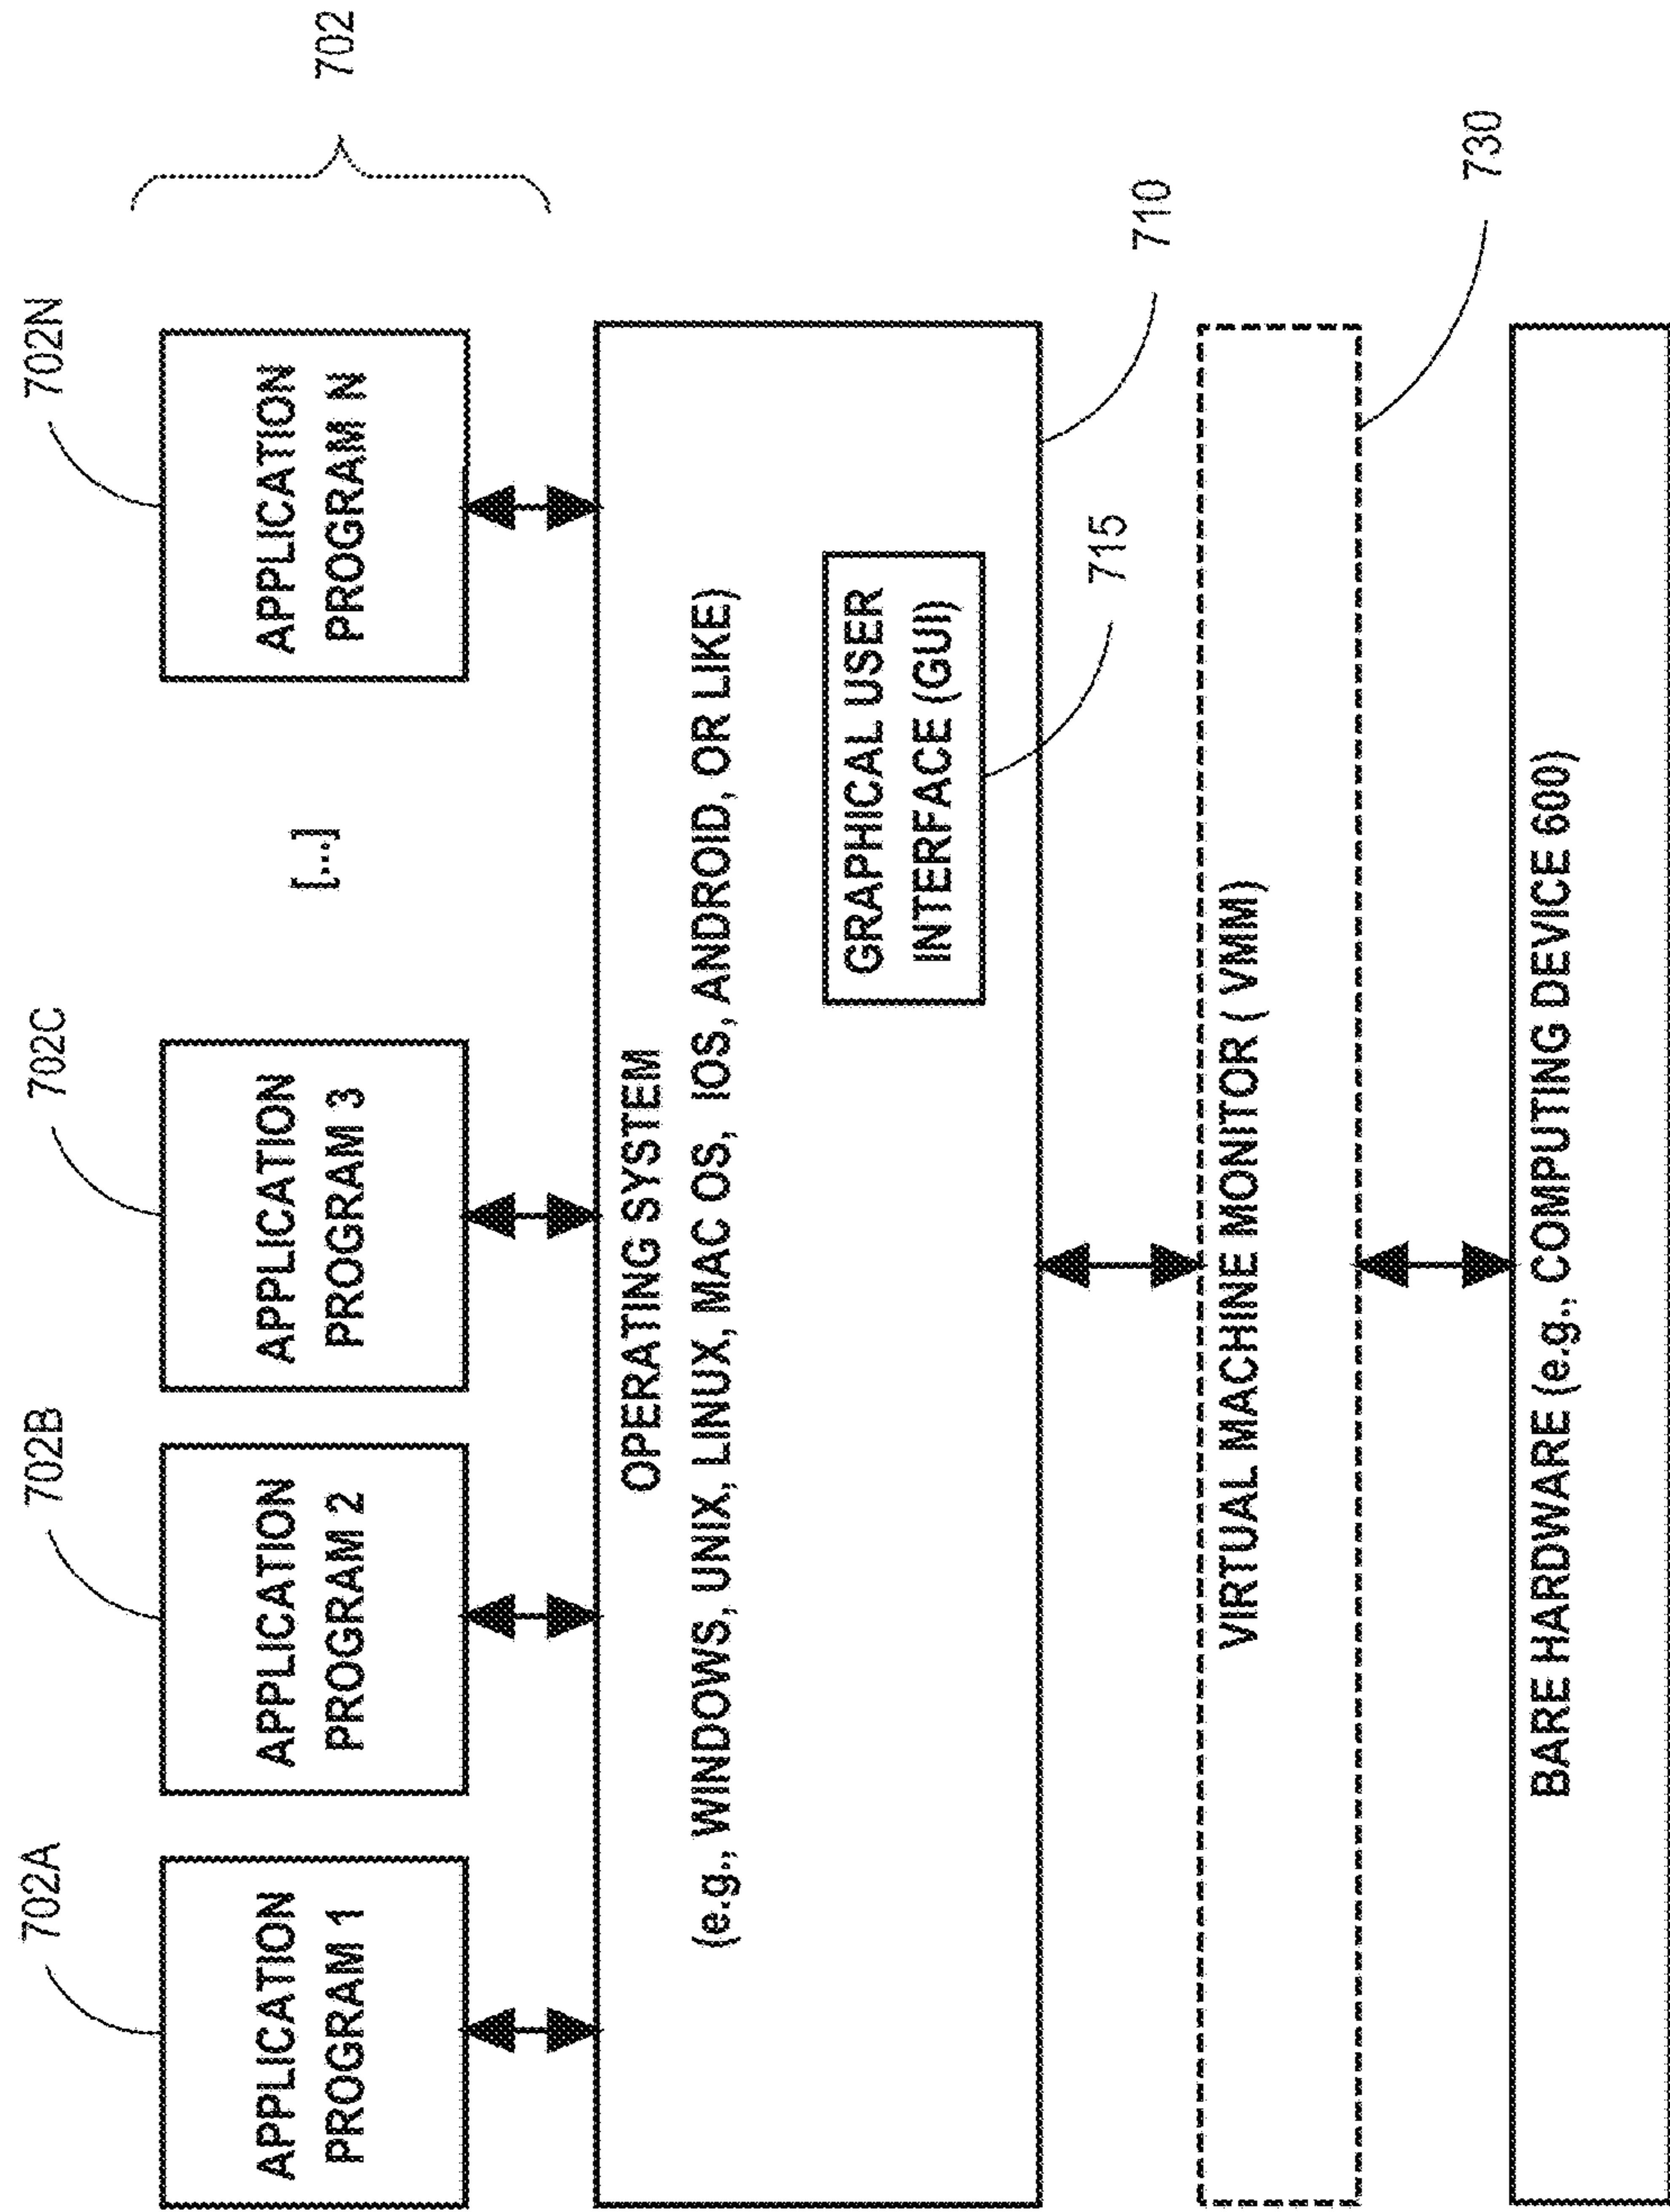 702
702A
702B
702C
702N
APPLICATION
PROGRAM 1
APPLICATION
PROGRAM 2
APPLICATION
PROGRAM 3
[...]
APPLICATION
PROGRAM N
OPERATING SYSTEM
(e.g., WINDOWS, UNIX, LINUX, MAC OS, IOS, ANDROID, OR LIKE)
GRAPHICAL USER
INTERFACE (GUI)
715
710
VIRTUAL MACHINE MONITOR ( VMM)
730
BARE HARDWARE (e.g., COMPUTING DEVICE 600)